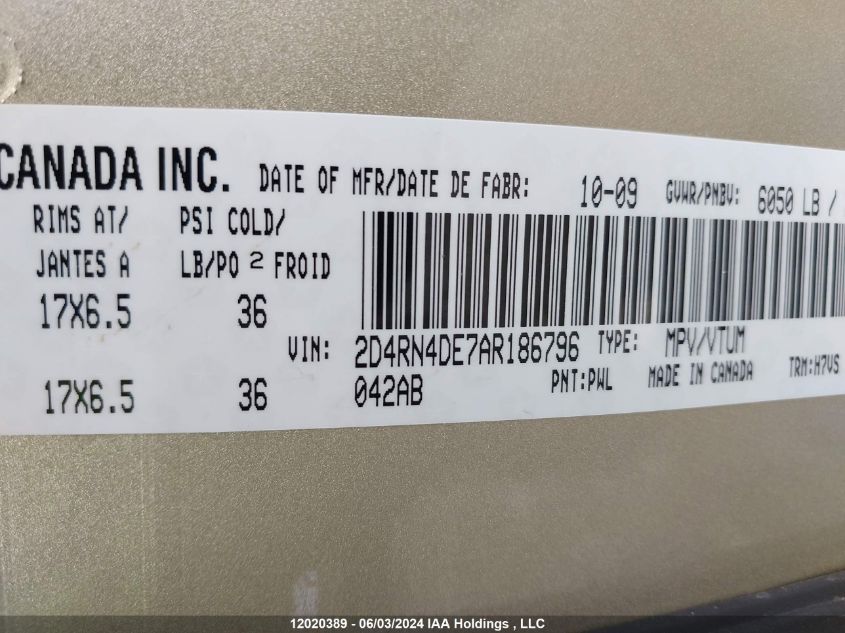 CANADA INC. DATE OF MFR/DATE DE FABR: 10-09 GVWR/PNBV: 6050 LB /
RIMS AT/ PSI COLD/
JANTES A LB/PO 2 FROID
17X6.5 36
VIN: 2D4RN4DE7AR186796 TYPE: MPV/VTUM
17X6.5 36 042AB PNT:PWL MADE IN CANADA TRM:H7VS
12020389 - 06/03/2024 IAA Holdings , LLC